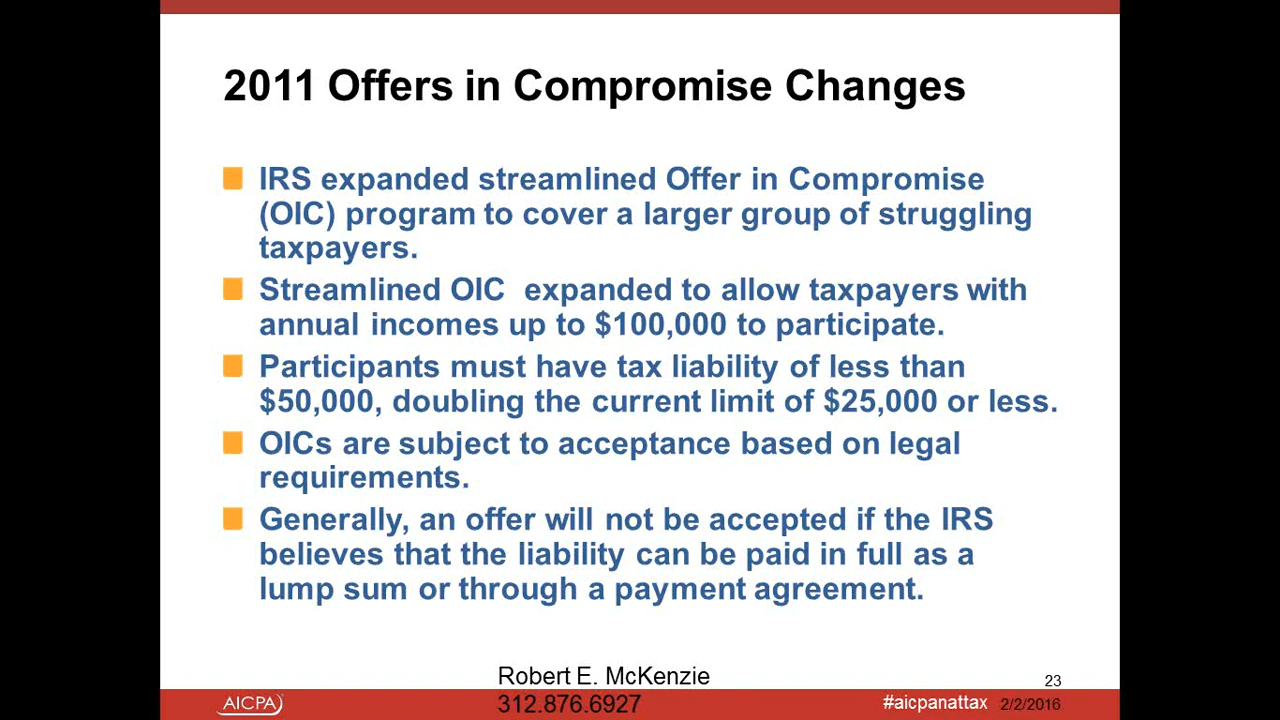 2011 Offers in Compromise Changes
IRS expanded streamlined Offer in Compromise
(OIC) program to cover a larger group of struggling
taxpayers.
Streamlined OIC  expanded to allow taxpayers with
annual incomes up to $100,000 to participate.
Participants must have tax liability of less than
$50,000, doubling the current limit of $25,000 or less.
OICs are subject to acceptance based on legal
requirements.
Generally, an offer will not be accepted if the IRS
believes that the liability can be paid in full as a
lump sum or through a payment agreement.
Robert E. McKenzie
312.876.6927
23
AICPA
#aicpanattax
2/2/2016